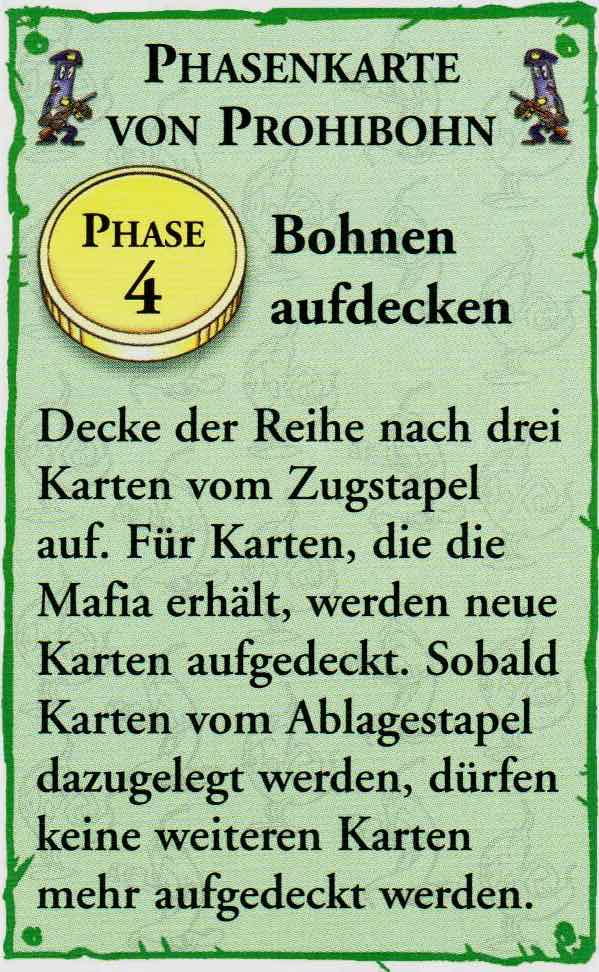 PHASENKARTE
VON PROHIBOHN
PHASE
4
Bohnen
aufdecken
Decke der Reihe nach drei
Karten vom Zugstapel
auf. Für Karten, die die
Mafia erhält, werden neue
Karten aufgedeckt. Sobald
Karten vom Ablagestapel
dazugelegt werden, dürfen
keine weiteren Karten
mehr aufgedeckt werden.